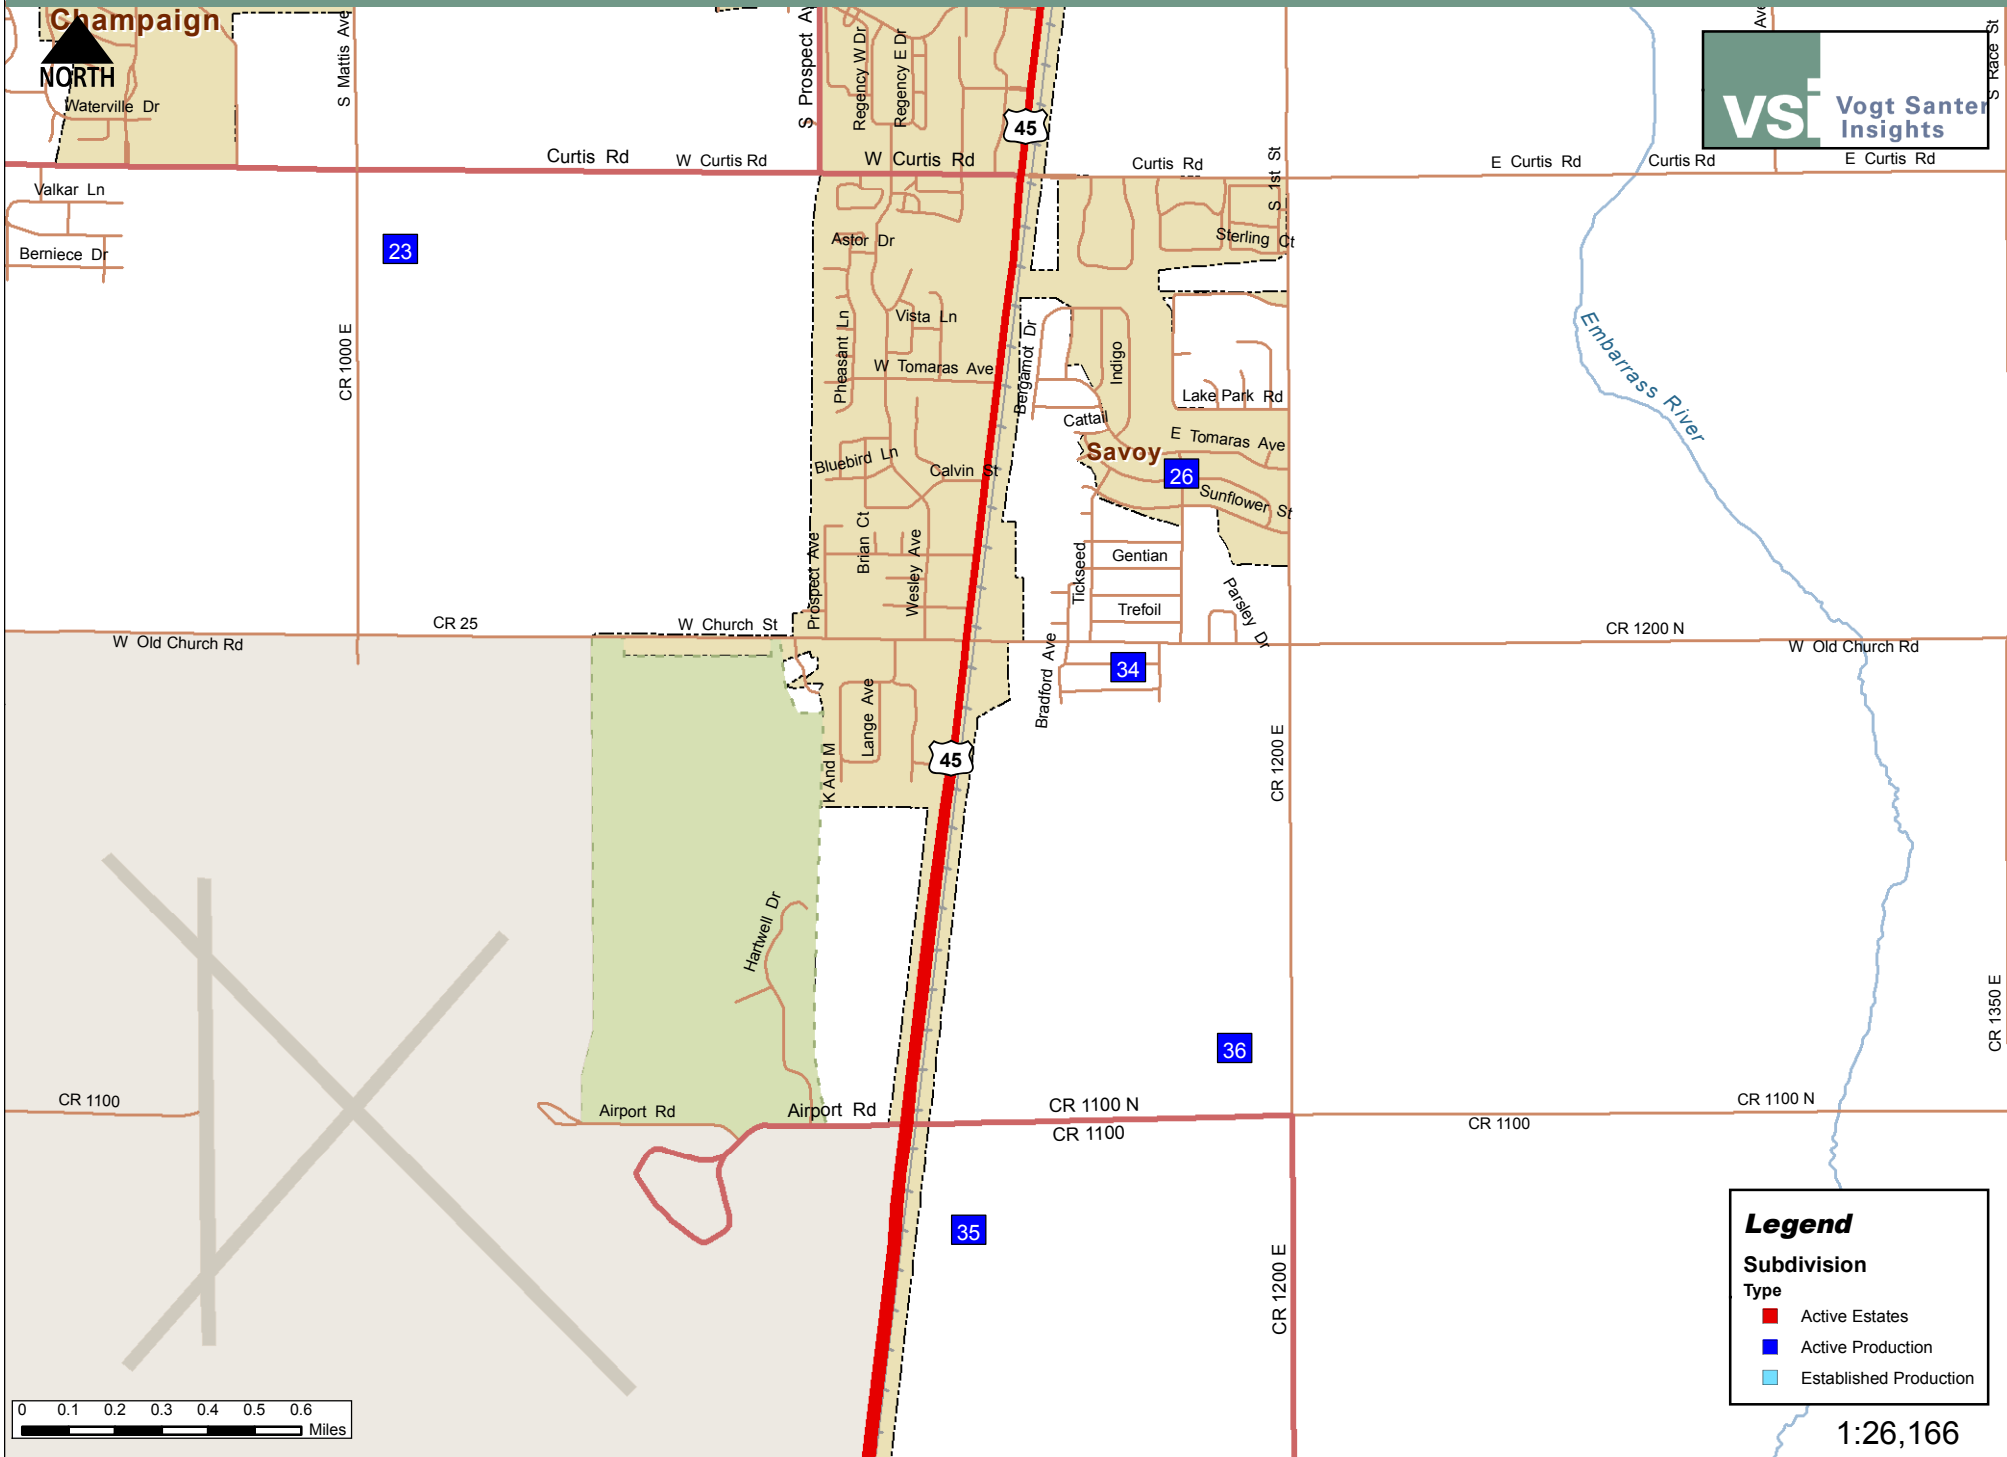 Champaign
NORTH
Waterville Dr
S Mattis Ave
S Prospect
Regency W Dr
Regency E Dr
45
Ave
S Race St
vsi Vogt Santer
Insights
Curtis Rd
W Curtis Rd
W Curtis Rd
Curtis Rd
S 1st St
E Curtis Rd
Curtis Rd
E Curtis Rd
Valkar Ln
Berniece Dr
23
Astor Dr
Sterling Ct
CR 1000 E
Pheasant Ln
Vista Ln
W Tomaras Ave
Bergamot Dr
Indigo
Lake Park Rd
Embarrass River
Cattail
Savoy
E Tomaras Ave
26
Sunflower St
Bluebird Ln
Calvin St
Prospect Ave
Brian Ct
Wesley Ave
Tickseed
Gentian
Trefoil
Parsley Dr
CR 25
W Church St
W Old Church Rd
CR 1200 N
W Old Church Rd
Bradford Ave
34
Lange Ave
K And M
45
CR 1200 E
Hartwell Dr
CR 1350 E
36
CR 1100
Airport Rd
Airport Rd
CR 1100 N
CR 1100
CR 1100
CR 1100 N
35
CR 1200 E
Legend
Subdivision
Type
Active Estates
Active Production
Established Production
0 0.1 0.2 0.3 0.4 0.5 0.6
Miles
1:26,166